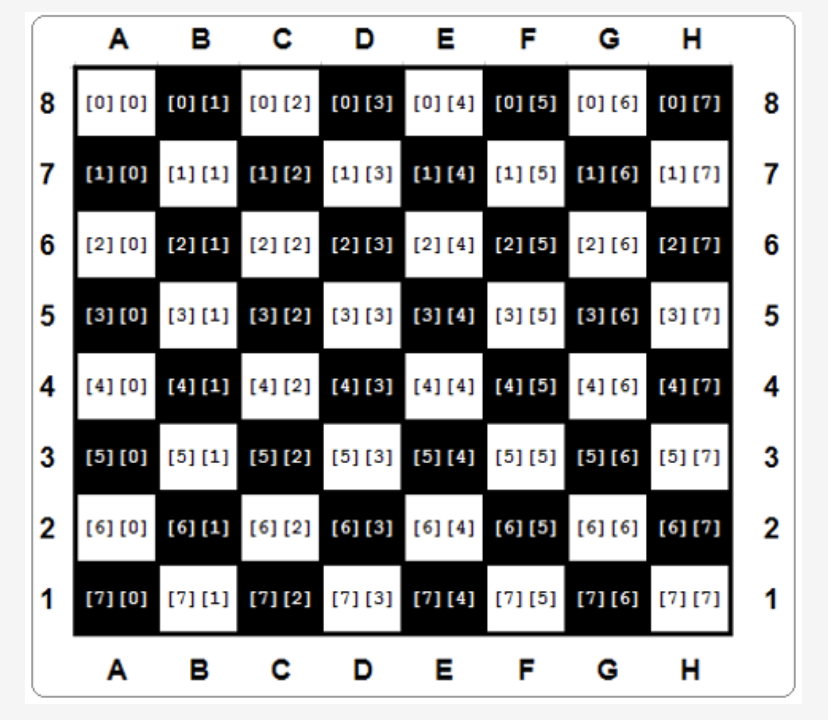 A B C D E F G H
8 [0][0] [0][1] [0][2] [0][3] [0][4] [0][5] [0][6] [0][7] 8
7 [1][0] [1][1] [1][2] [1][3] [1][4] [1][5] [1][6] [1][7] 7
6 [2][0] [2][1] [2][2] [2][3] [2][4] [2][5] [2][6] [2][7] 6
5 [3][0] [3][1] [3][2] [3][3] [3][4] [3][5] [3][6] [3][7] 5
4 [4][0] [4][1] [4][2] [4][3] [4][4] [4][5] [4][6] [4][7] 4
3 [5][0] [5][1] [5][2] [5][3] [5][4] [5][5] [5][6] [5][7] 3
2 [6][0] [6][1] [6][2] [6][3] [6][4] [6][5] [6][6] [6][7] 2
1 [7][0] [7][1] [7][2] [7][3] [7][4] [7][5] [7][6] [7][7] 1
A B C D E F G H